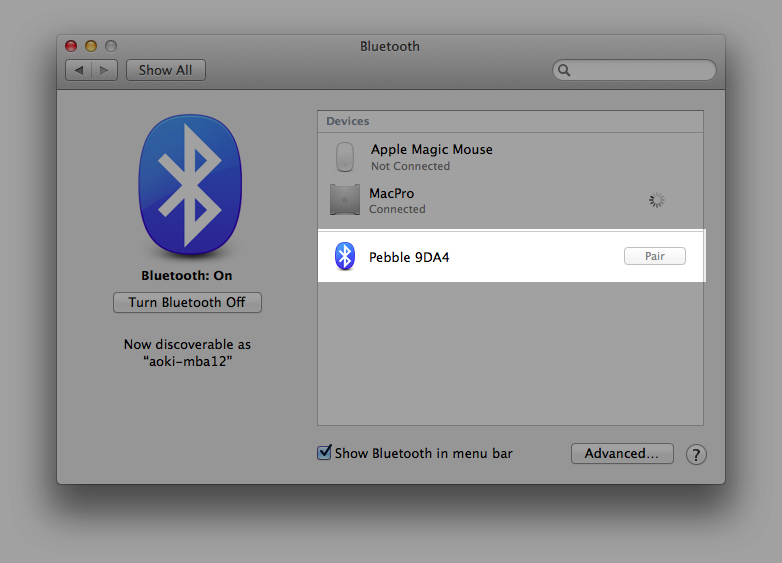 Bluetooth
Show All
Bluetooth: On
Turn Bluetooth Off
Now discoverable as
“aoki-mba12”
Devices
Apple Magic Mouse
Not Connected
MacPro
Connected
Pebble 9DA4
Pair
Show Bluetooth in menu bar
Advanced...
?